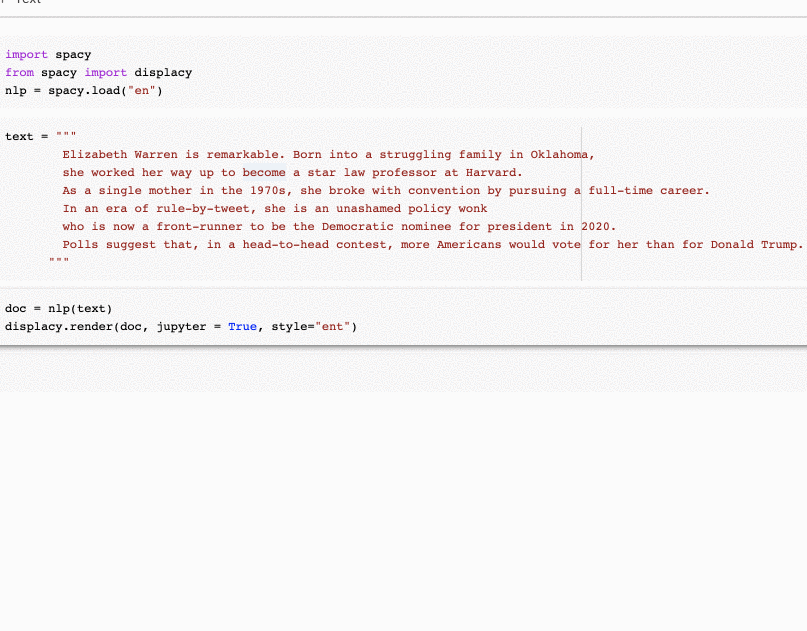 Text
import spacy
from spacy import displacy
nlp = spacy.load("en")
text = """
Elizabeth Warren is remarkable. Born into a struggling family in Oklahoma,
she worked her way up to become a star law professor at Harvard.
As a single mother in the 1970s, she broke with convention by pursuing a full-time career.
In an era of rule-by-tweet, she is an unashamed policy wonk
who is now a front-runner to be the Democratic nominee for president in 2020.
Polls suggest that, in a head-to-head contest, more Americans would vote for her than for Donald Trump.
"""
doc = nlp(text)
displacy.render(doc, jupyter = True, style="ent")